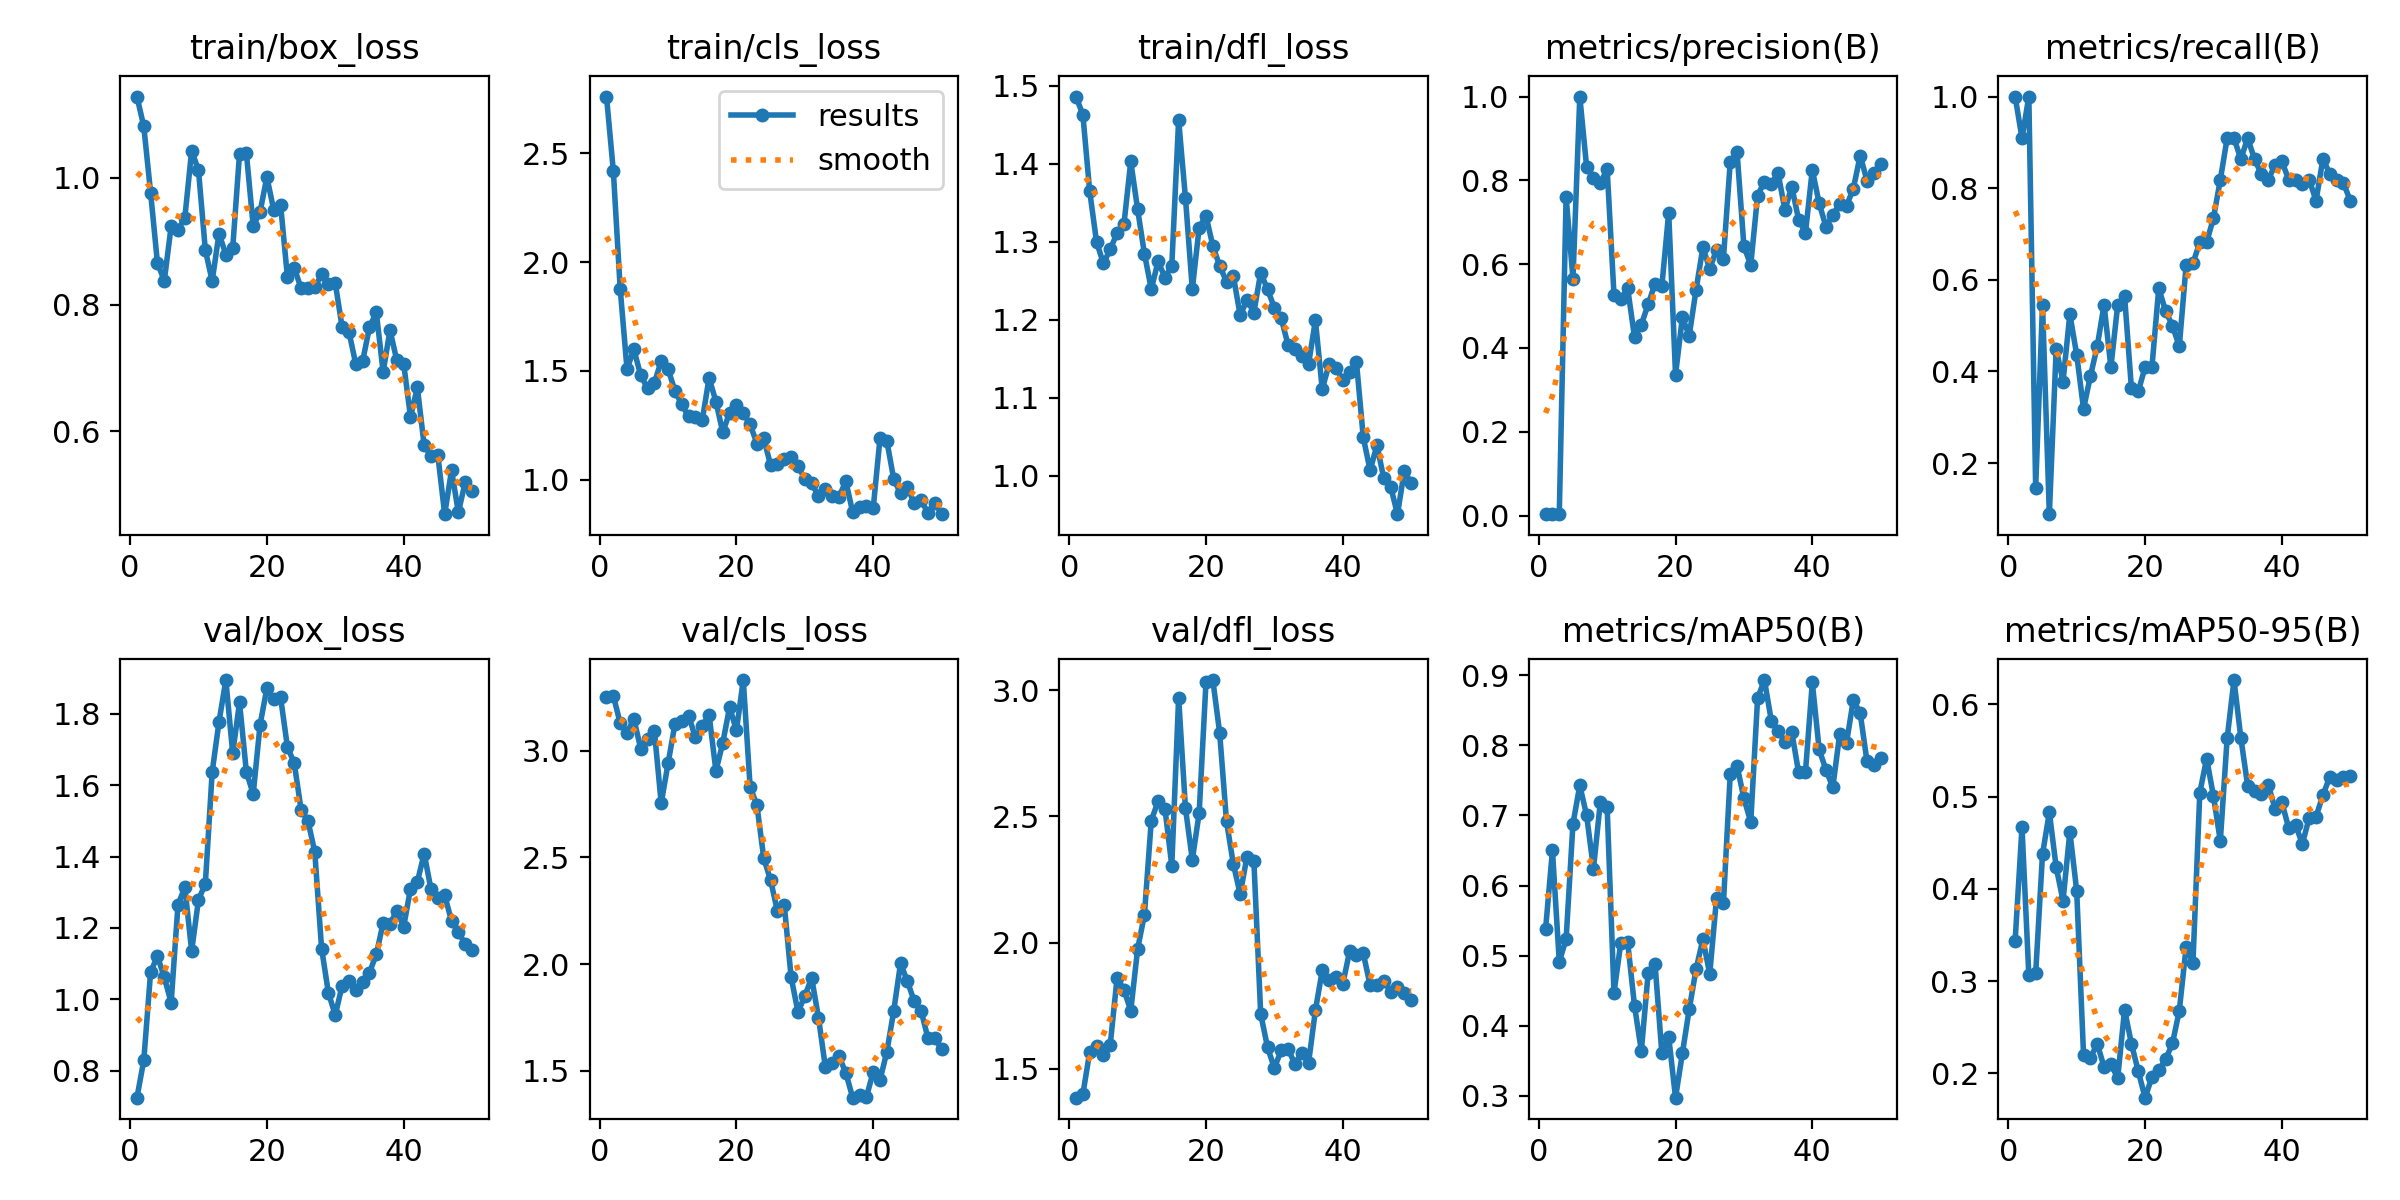 train/box_loss
train/cls_loss
train/dfl_loss
metrics/precision(B)
metrics/recall(B)
results
smooth
1.0
0.8
0.6
0 20 40
2.5
2.0
1.5
1.0
0 20 40
1.5
1.4
1.3
1.2
1.1
1.0
0 20 40
1.0
0.8
0.6
0.4
0.2
0.0
0 20 40
1.0
0.8
0.6
0.4
0.2
0 20 40
val/box_loss
val/cls_loss
val/dfl_loss
metrics/mAP50(B)
metrics/mAP50-95(B)
1.8
1.6
1.4
1.2
1.0
0.8
0 20 40
3.0
2.5
2.0
1.5
0 20 40
3.0
2.5
2.0
1.5
0 20 40
0.9
0.8
0.7
0.6
0.5
0.4
0.3
0 20 40
0.6
0.5
0.4
0.3
0.2
0 20 40